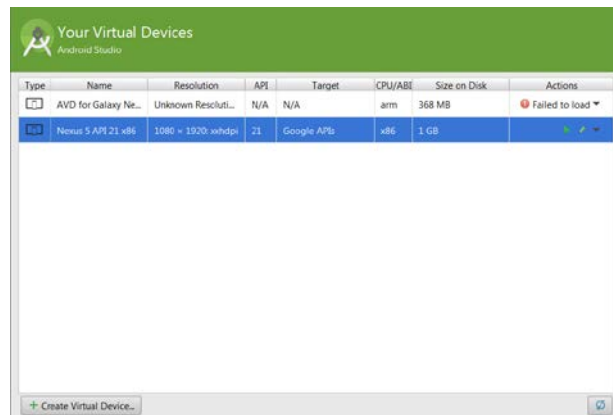 Your Virtual Devices
Android Studio
Type Name Resolution API Target CPU/ABI Size on Disk Actions
AVD for Galaxy Ne... Unknown Resoluti... N/A N/A arm 368 MB Failed to load
Nexus 5 API 21 x86 1080 × 1920: xxhdpi 21 Google APIs x86 1 GB
+ Create Virtual Device...